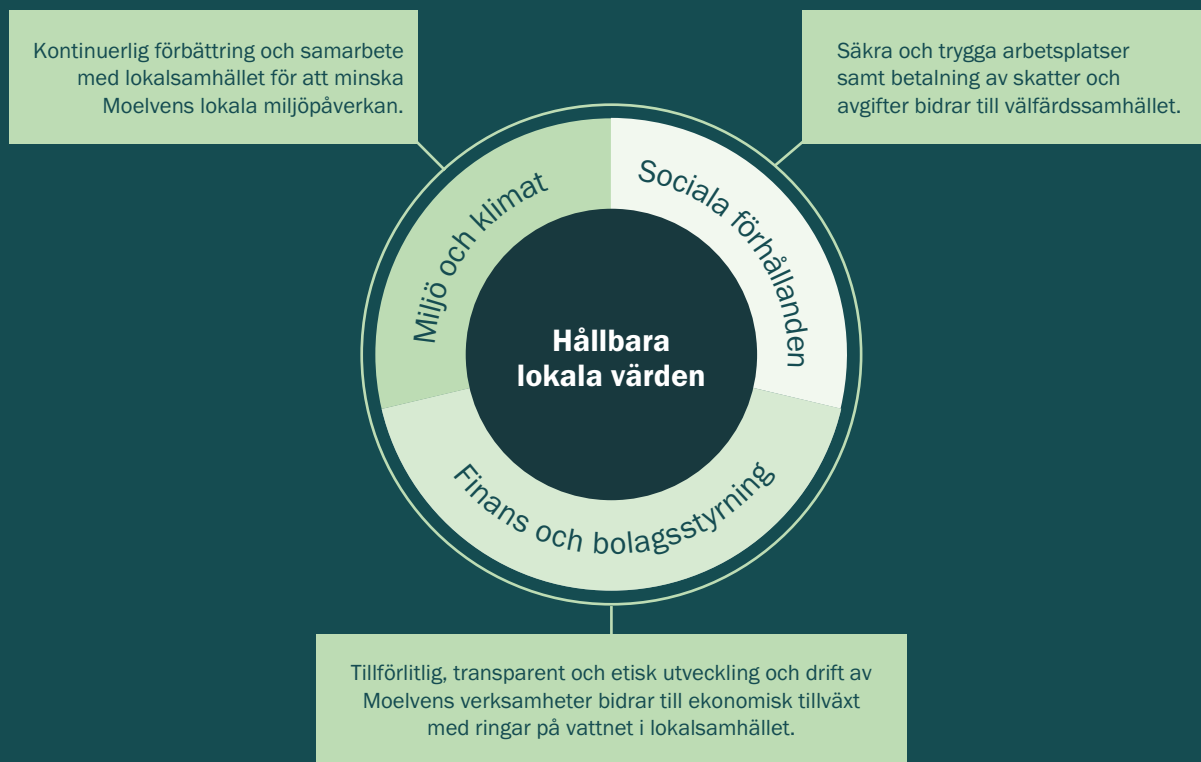 Kontinuerlig förbättring och samarbete
med lokalsamhället för att minska
Moelvens lokala miljöpåverkan.
Säkra och trygga arbetsplatser
samt betalning av skatter och
avgifter bidrar till välfärdssamhället.
Miljö och klimat
Sociala förhållanden
Hållbara
lokala värden
Finans och bolagsstyrning
Tillförlitlig, transparent och etisk utveckling och drift av
Moelvens verksamheter bidrar till ekonomisk tillväxt
med ringar på vattnet i lokalsamhället.